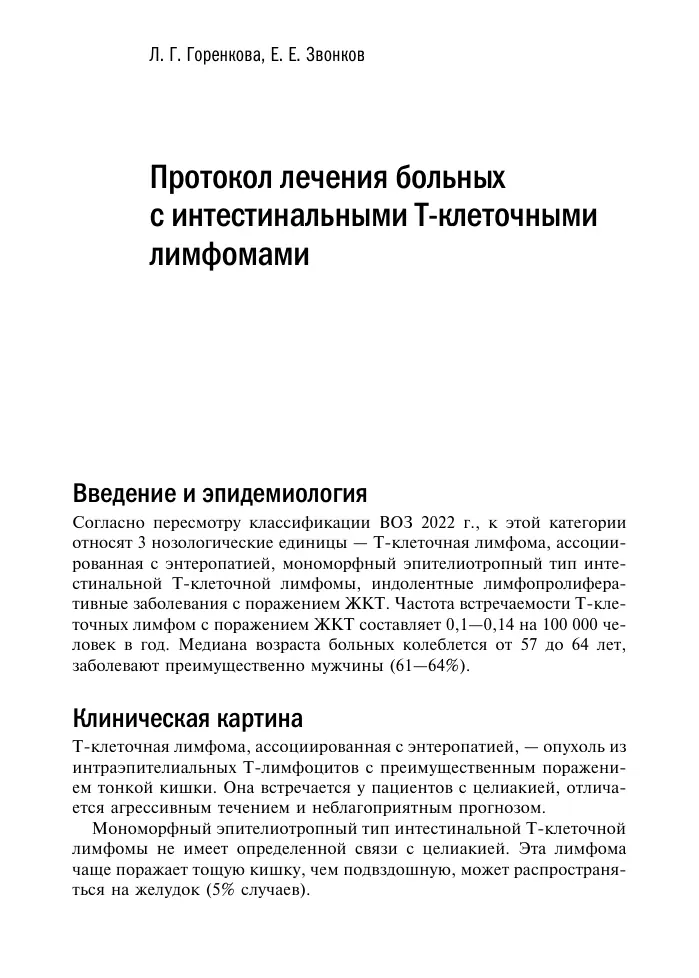 Л. Г. Горенкова, Е. Е. Звонков
Протокол лечения больных
с интестинальными Т-клеточными
лимфомами
Введение и эпидемиология
Согласно пересмотру классификации ВОЗ 2022 г., к этой категории
относят 3 нозологические единицы — Т-клеточная лимфома, ассоции-
рованная с энтеропатией, мономорфный эпителиотропный тип инте-
стинальной Т-клеточной лимфомы, индолентные лимфопролифера-
тивные заболевания с поражением ЖКТ. Частота встречаемости Т-кле-
точных лимфом с поражением ЖКТ составляет 0,1—0,14 на 100 000 че-
ловек в год. Медиана возраста больных колеблется от 57 до 64 лет,
заболевают преимущественно мужчины (61—64%).
Клиническая картина
Т-клеточная лимфома, ассоциированная с энтеропатией, — опухоль из
интраэпителиальных Т-лимфоцитов с преимущественным поражени-
ем тонкой кишки. Она встречается у пациентов с целиакией, отлича-
ется агрессивным течением и неблагоприятным прогнозом.
Мономорфный эпителиотропный тип интестинальной Т-клеточной
лимфомы не имеет определенной связи с целиакией. Эта лимфома
чаще поражает тощую кишку, чем подвздошную, может распространя-
ться на желудок (5% случаев).